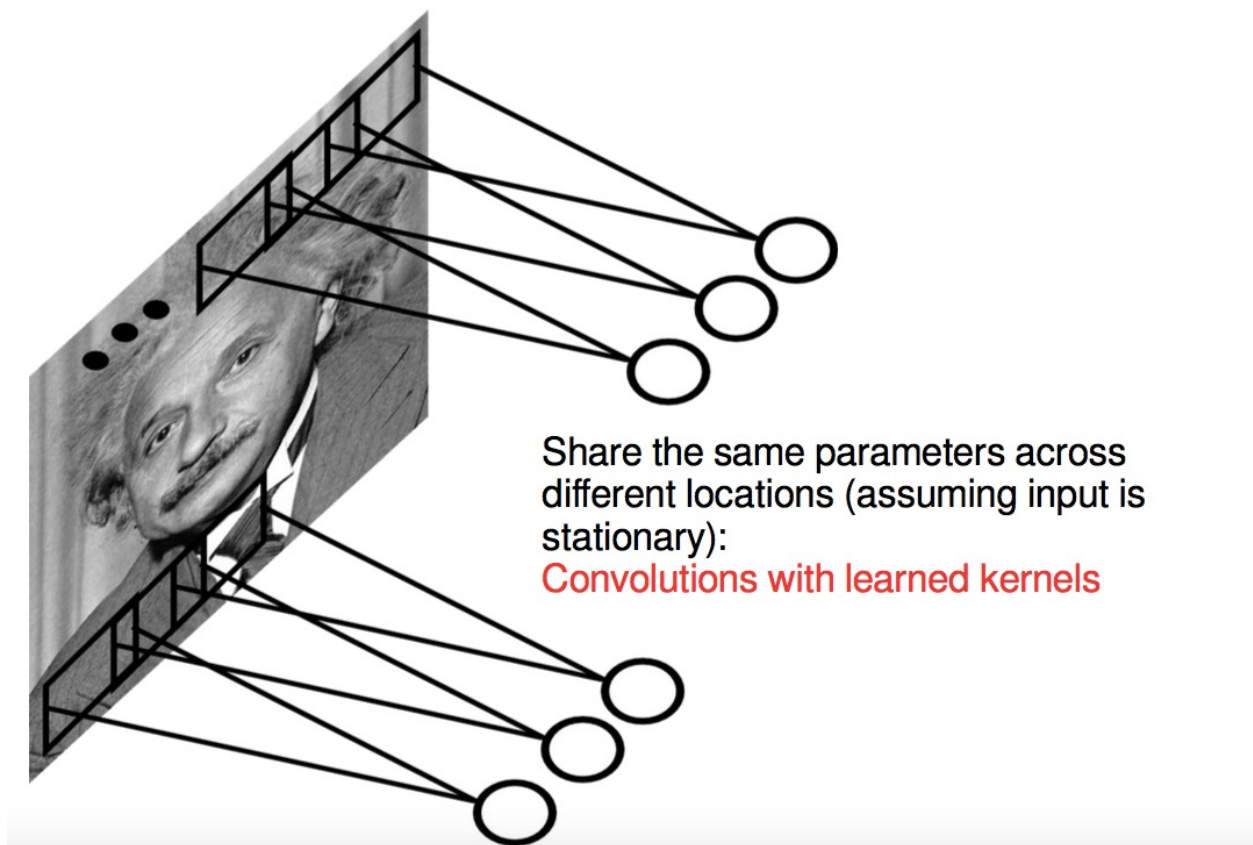 Share the same parameters across
different locations (assuming input is
stationary):
Convolutions with learned kernels